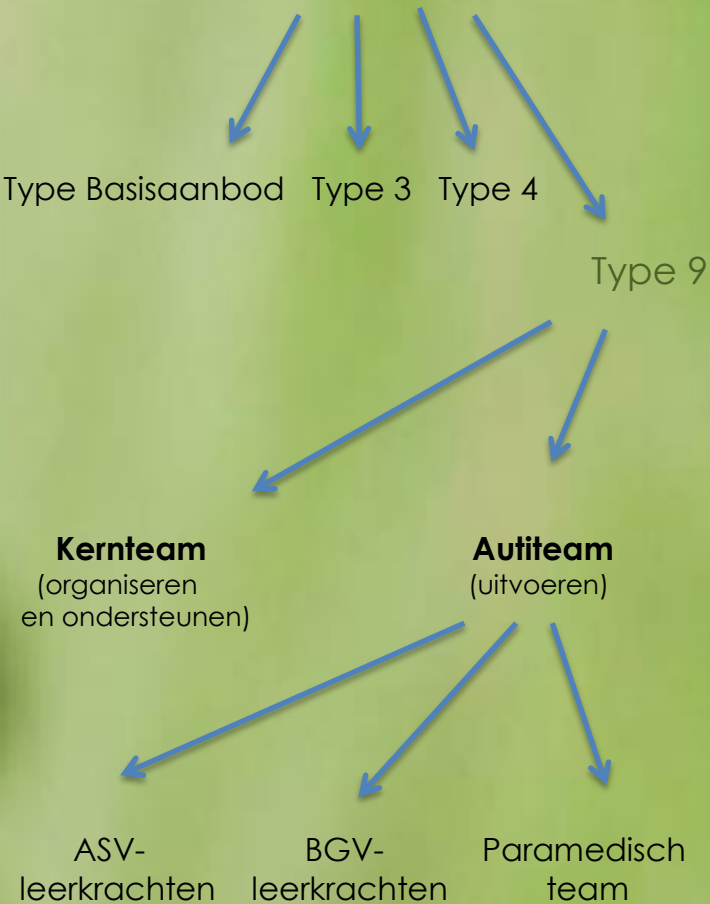 Type Basisaanbod Type 3 Type 4
Type 9
Kernteam
(organiseren
en ondersteunen)
Autiteam
(uitvoeren)
ASV-
leerkrachten
BGV-
leerkrachten
Paramedisch
team